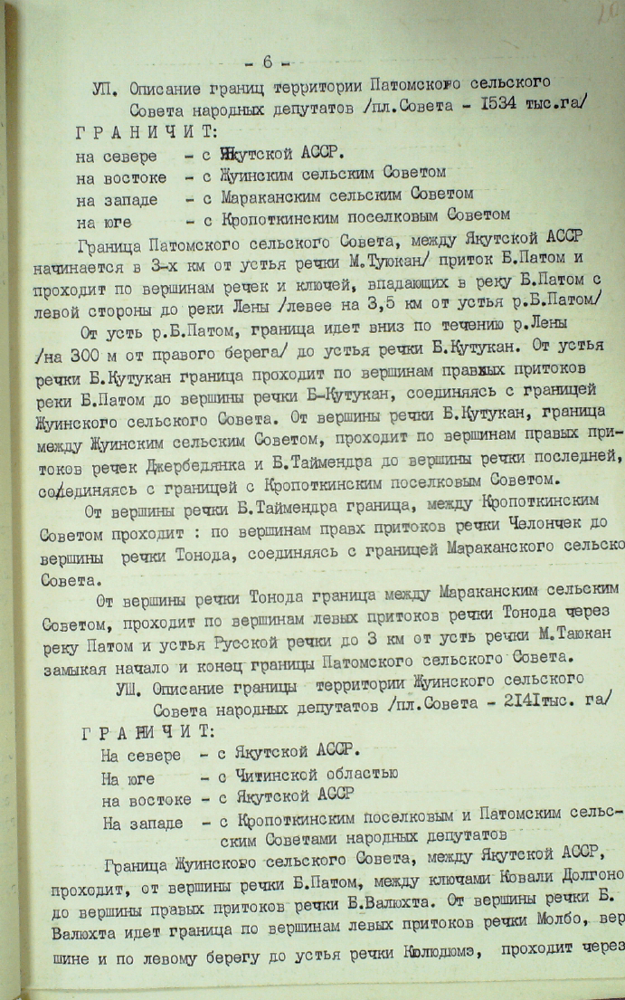 - 6 -
УП. Описание границ территории Патомского сельского
Совета народных депутатов /пл.Совета - 1534 тыс.га/
Г Р А Н И Ч И Т:
на севере - с Якутской АССР.
на востоке - с Жуинским сельским Советом
на западе - с Мараканским сельским Советом
на юге - с Кропоткинским поселковым Советом
Граница Патомского сельского Совета, между Якутской АССР
начинается в 3-х км от устья речки М.Туюкан/ приток Б.Патом и
проходит по вершинам речек и ключей, впадающих в реку Б.Патом с
левой стороны до реки Лены /левее на 3,5 км от устья р.Б.Патом/
От усть р.Б.Патом, граница идет вниз по течению р.Лены
/на 300 м от правого берега/ до устья речки Б.Кутукан. От устья
речки Б.Кутукан граница проходит по вершинам правых притоков
реки Б.Патом до вершины речки Б-Кутукан, соединяясь с границей
Жуинского сельского Совета. От вершины речки Б.Кутукан, граница
между Жуинским сельским Советом, проходит по вершинам правых при-
токов речек Джербедянка и Б.Таймендра до вершины речки последней,
соединяясь с границей с Кропоткинским поселковым Советом.
От вершины речки Б.Таймендра граница, между Кропоткинским
Советом проходит : по вершинам правх притоков речки Челончек до
вершины речки Тонода, соединяясь с границей Мараканского сельско
Совета.
От вершины речки Тонода граница между Мараканским сельским
Советом, проходит по вершинам левых притоков речки Тонода через
реку Патом и устья Русской речки до 3 км от усть речки М.Таюкан
замыкая начало и конец границы Патомского сельского Совета.
УШ. Описание границы территории Жуинского сельского
Совета народных депутатов /пл.Совета - 2141тыс. га/
Г Р А Н И Ч И Т:
На севере - с Якутской АССР.
На юге - с Читинской областью
на востоке - с Якутской АССР
На западе - с Кропоткинским поселковым и Патомским сельс-
ским Советами народных депутатов
Граница Жуинского сельского Совета, между Якутской АССР,
проходит, от вершины речки Б.Патом, между ключами Ковали Долгоно
до вершины правых притоков речки Б.Валюхта. От вершины речки Б.
Валюхта идет граница по вершинам левых притоков речки Молбо, вер
шине и по левому берегу до устья речки Кюлюдюмэ, проходит через